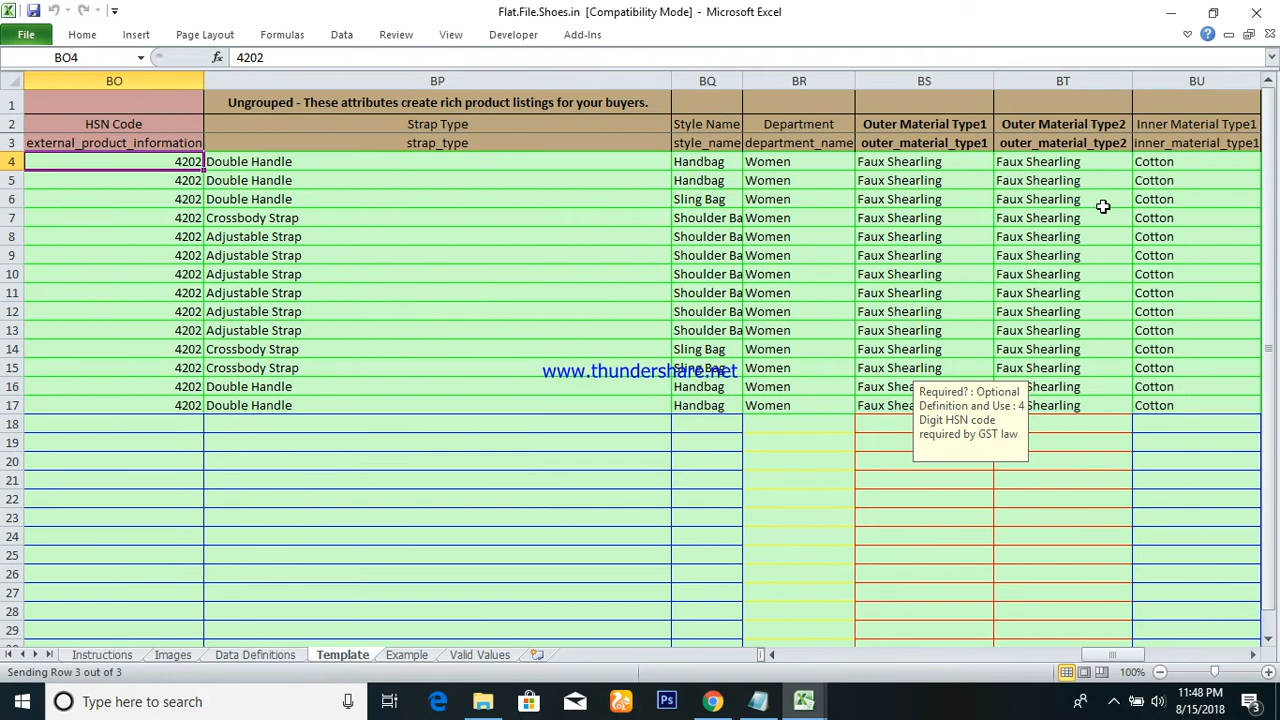 Flat.File.Shoes.in [Compatibility Mode] - Microsoft Excel
File Home Insert Page Layout Formulas Data Review View Developer Add-Ins
BO4 fx 4202
BO BP BQ BR BS BT BU
1 Ungrouped - These attributes create rich product listings for your buyers.
2 HSN Code Strap Type Style Name Department Outer Material Type1 Outer Material Type2 Inner Material Type1
3 external_product_information strap_type style_name department_name outer_material_type1 outer_material_type2 inner_material_type1
4 4202 Double Handle Handbag Women Faux Shearling Faux Shearling Cotton
5 4202 Double Handle Handbag Women Faux Shearling Faux Shearling Cotton
6 4202 Double Handle Sling Bag Women Faux Shearling Faux Shearling Cotton
7 4202 Crossbody Strap Shoulder Ba Women Faux Shearling Faux Shearling Cotton
8 4202 Adjustable Strap Shoulder Ba Women Faux Shearling Faux Shearling Cotton
9 4202 Adjustable Strap Shoulder Ba Women Faux Shearling Faux Shearling Cotton
10 4202 Adjustable Strap Shoulder Ba Women Faux Shearling Faux Shearling Cotton
11 4202 Adjustable Strap Shoulder Ba Women Faux Shearling Faux Shearling Cotton
12 4202 Adjustable Strap Shoulder Ba Women Faux Shearling Faux Shearling Cotton
13 4202 Adjustable Strap Shoulder Ba Women Faux Shearling Faux Shearling Cotton
14 4202 Crossbody Strap Sling Bag Women Faux Shearling Faux Shearling Cotton
15 4202 Crossbody Strap Sling Bag Women Faux Shearling Faux Shearling Cotton
www.thundershare.net
16 4202 Double Handle Handbag Women Faux Shea Shearling Cotton
17 4202 Double Handle Handbag Women Faux Shea Shearling Cotton
Required? : Optional
Definition and Use : 4
Digit HSN code
required by GST law
18
19
20
21
22
23
24
25
26
27
28
29
Instructions Images Data Definitions Template Example Valid Values
Sending Row 3 out of 3 100%
Type here to search
Ps
11:48 PM
8/15/2018
3